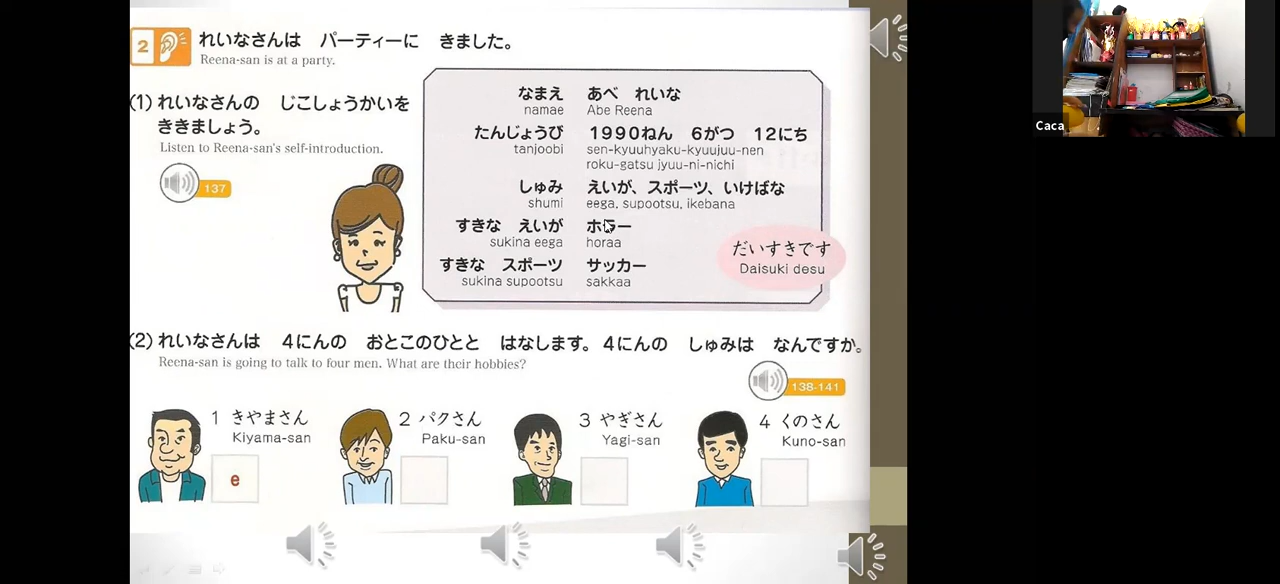 2 れいなさんは パーティーに きました。
Reena-san is at a party.
(1) れいなさんの じこしょうかいを
ききましょう。
Listen to Reena-san's self-introduction.
137
なまえ あべ れいな
namae Abe Reena
たんじょうび 1990ねん 6がつ 12にち
tanjoobi sen-kyuuhyaku-kyuujuu-nen
roku-gatsu jyuu-ni-nichi
しゅみ えいが、スポーツ、いけばな
shumi eega, supootsu, ikebana
すきな えいが ホラー
sukina eega horaa
すきな スポーツ サッカー
sukina supootsu sakkaa
だいすきです
Daisuki desu
(2) れいなさんは 4にんの おとこのひとと はなします。4にんの しゅみは なんですか。
Reena-san is going to talk to four men. What are their hobbies?
138-141
1 きやまさん
Kiyama-san
e
2 パクさん
Paku-san
3 やぎさん
Yagi-san
4 くのさん
Kuno-san
Caca